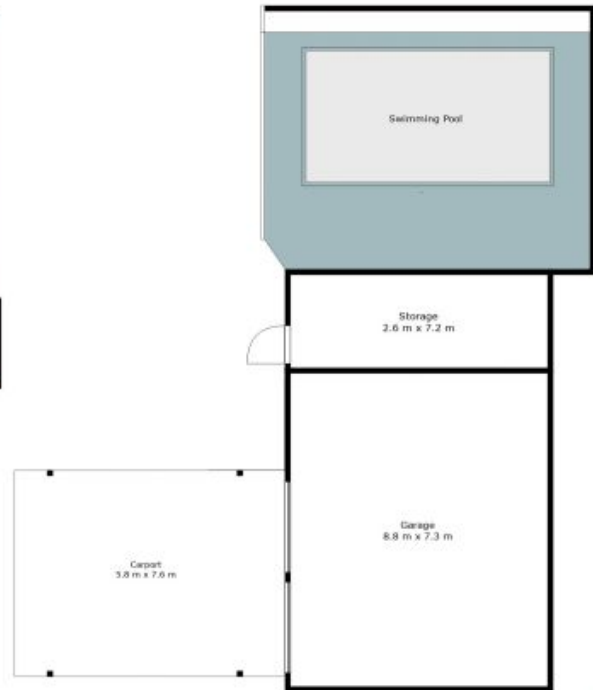 Swimming Pool
Storage
2.6 m x 7.2 m
Garage
8.8 m x 7.3 m
Carport
5.8 m x 7.6 m